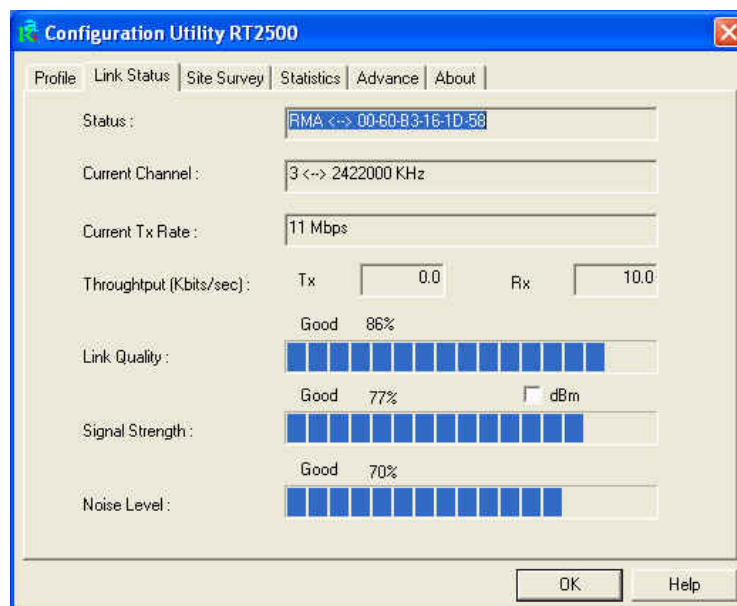 Configuration Utility RT2500
Profile Link Status Site Survey Statistics Advance About
Status : RMA <--> 00-60-B3-16-1D-58
Current Channel : 3 <--> 2422000 KHz
Current Tx Rate : 11 Mbps
Throughtput (Kbits/sec) : Tx 0.0 Rx 10.0
Good 86%
Link Quality :
Good 77% dBm
Signal Strength :
Good 70%
Noise Level :
OK Help